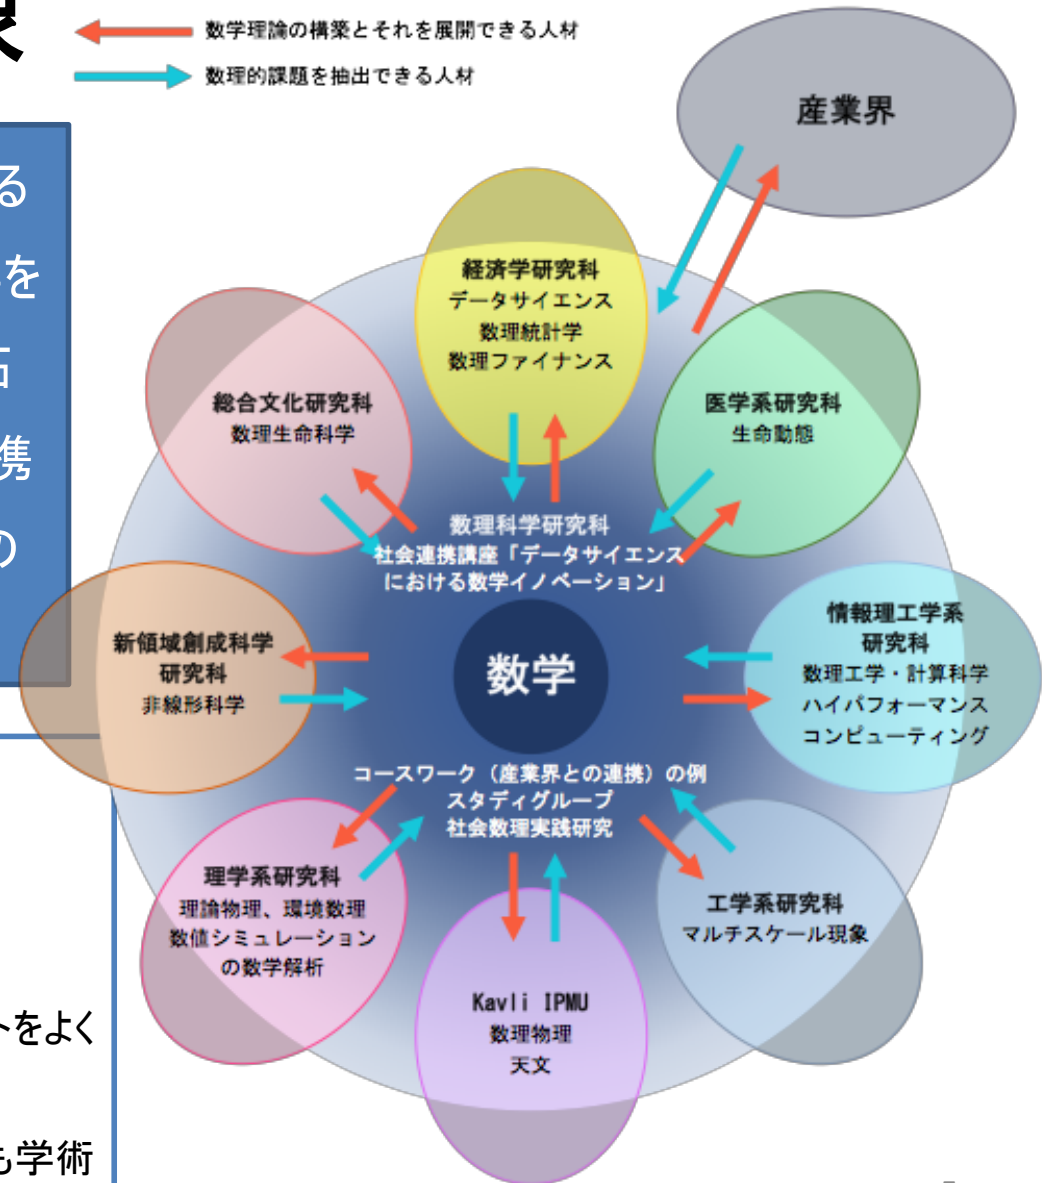 数学理論の構築とそれを展開できる人材
数理的課題を抽出できる人材
産業界
る
を
携
の
経済学研究科
データサイエンス
数理統計学
数理ファイナンス
総合文化研究科
数理生命科学
医学系研究科
生命動態
数理科学研究科
社会連携講座「データサイエンス
における数学イノベーション」
新領域創成科学
研究科
非線形科学
数学
情報理工学系
研究科
数理工学・計算科学
ハイパフォーマンス
コンピューティング
コースワーク（産業界との連携）の例
スタディグループ
社会数理実践研究
理学系研究科
理論物理、環境数理
数値シミュレーション
の数学解析
工学系研究科
マルチスケール現象
Kavli IPMU
数理物理
天文
トをよく
も学術